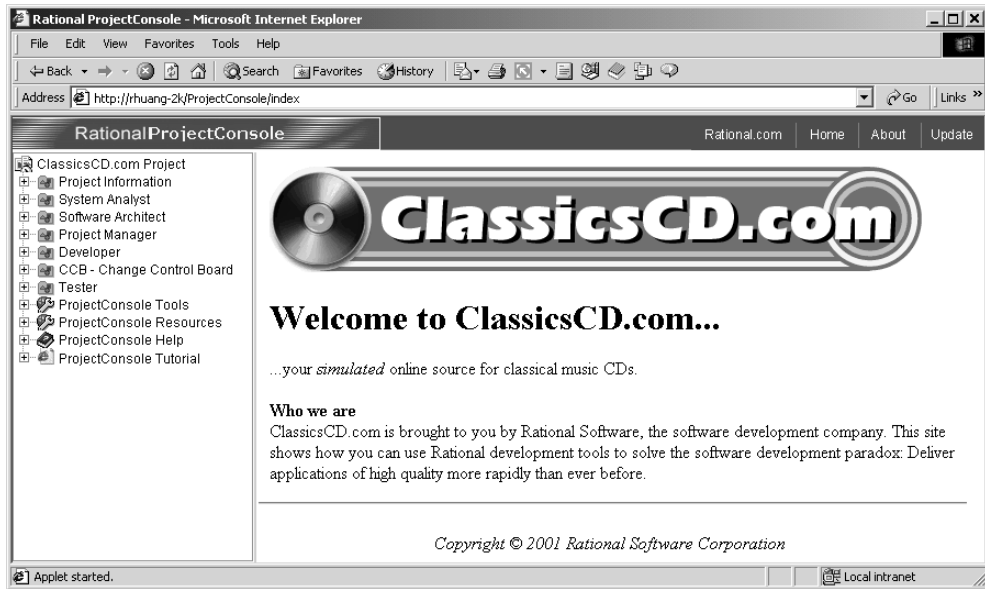 Rational ProjectConsole - Microsoft Internet Explorer
File Edit View Favorites Tools Help
Back Search Favorites History
Address http://rhuang-2k/ProjectConsole/index Go Links »
RationalProjectConsole Rational.com Home About Update
ClassicsCD.com Project
Project Information
System Analyst
Software Architect
Project Manager
Developer
CCB - Change Control Board
Tester
ProjectConsole Tools
ProjectConsole Resources
ProjectConsole Help
ProjectConsole Tutorial
ClassicsCD.com
Welcome to ClassicsCD.com...
...your simulated online source for classical music CDs.
Who we are
ClassicsCD.com is brought to you by Rational Software, the software development company. This site
shows how you can use Rational development tools to solve the software development paradox: Deliver
applications of high quality more rapidly than ever before.
Copyright © 2001 Rational Software Corporation
Applet started. Local intranet